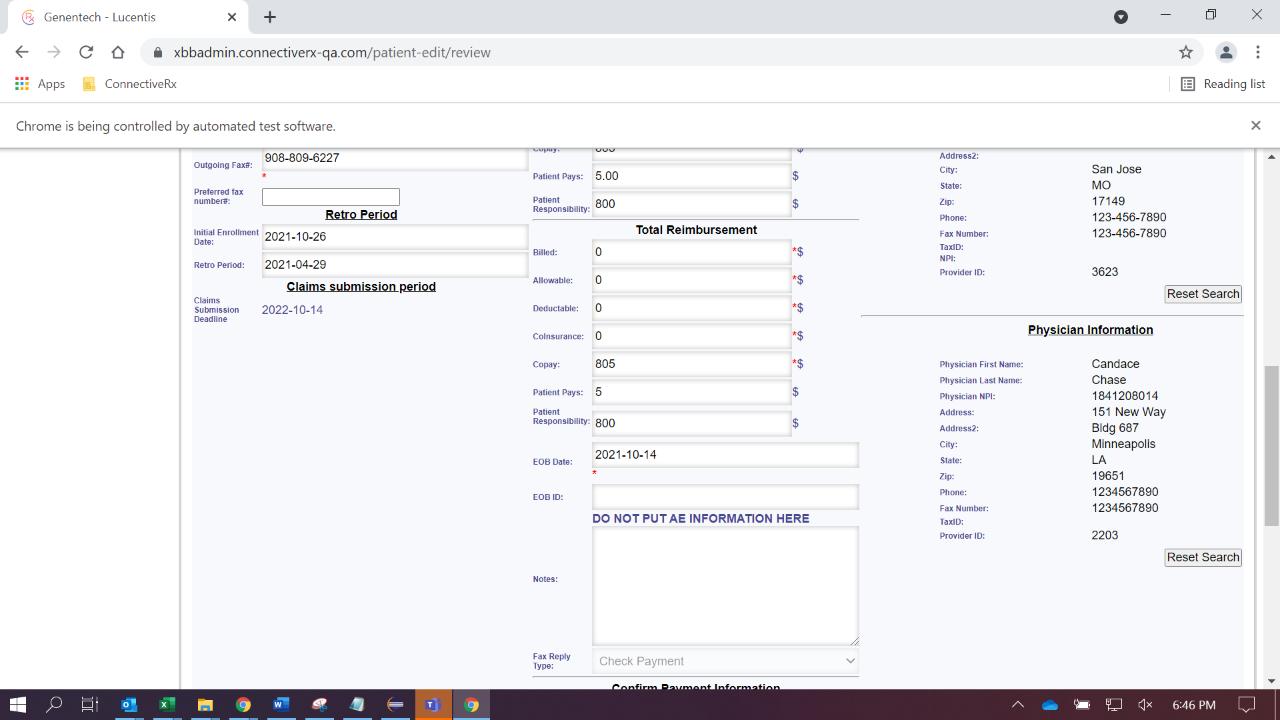 Genentech - Lucentis
xbbadmin.connectiverx-qa.com/patient-edit/review
Apps
ConnectiveRx
Reading list
Chrome is being controlled by automated test software.
Outgoing Fax#:
908-809-6227
*
Preferred fax
number#:
Retro Period
Initial Enrollment
Date:
2021-10-26
Retro Period:
2021-04-29
Claims submission period
Claims
Submission
Deadline
2022-10-14
Copay:
$
Patient Pays:
5.00
$
Patient
Responsibility:
800
$
Total Reimbursement
Billed:
0
*$
Allowable:
0
*$
Deductable:
0
*$
CoInsurance:
0
*$
Copay:
805
*$
Patient Pays:
5
$
Patient
Responsibility:
800
$
EOB Date:
2021-10-14
*
EOB ID:
DO NOT PUT AE INFORMATION HERE
Notes:
Fax Reply
Type:
Check Payment
Confirm Payment Information
Address2:
City:
San Jose
State:
MO
Zip:
17149
Phone:
123-456-7890
Fax Number:
123-456-7890
TaxID:
NPI:
Provider ID:
3623
Reset Search
Physician Information
Physician First Name:
Candace
Physician Last Name:
Chase
Physician NPI:
1841208014
Address:
151 New Way
Address2:
Bldg 687
City:
Minneapolis
State:
LA
Zip:
19651
Phone:
1234567890
Fax Number:
1234567890
TaxID:
Provider ID:
2203
Reset Search
6:46 PM